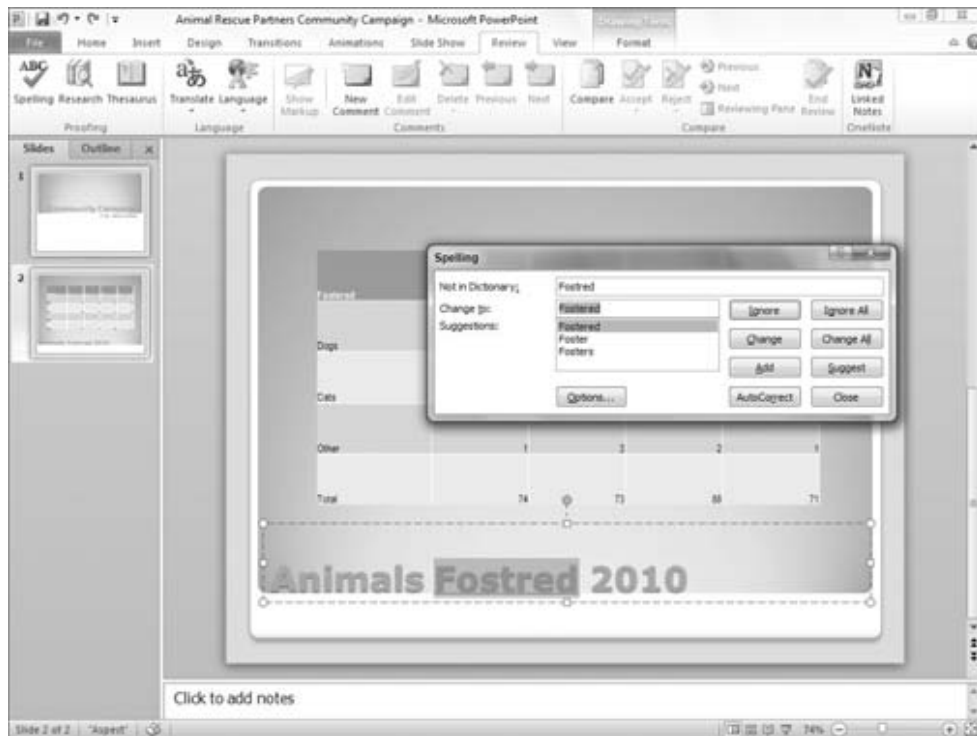 Animal Rescue Partners Community Campaign - Microsoft PowerPoint
Drawing Tools
File Home Insert Design Transitions Animations Slide Show Review View Format
ABC
Spelling Research Thesaurus
Proofing
Translate Language
Language
Show Markup
New Comment
Edit Comment
Delete Previous Next
Comments
Compare Accept Reject
Previous
Next
Reviewing Pane
End Review
Compare
Linked Notes
OneNote
Slides Outline
1
2
Spelling
Not in Dictionary: Fostred
Change to: Fostered
Suggestions: Fostered
Foster
Fosters
Ignore Ignore All
Change Change All
Add Suggest
Options... AutoCorrect Close
Dogs
Cats
Other 1 3 2 1
Total 74 73 88 71
Animals Fostred 2010
Click to add notes
Slide 2 of 2 "Aspect" 74%